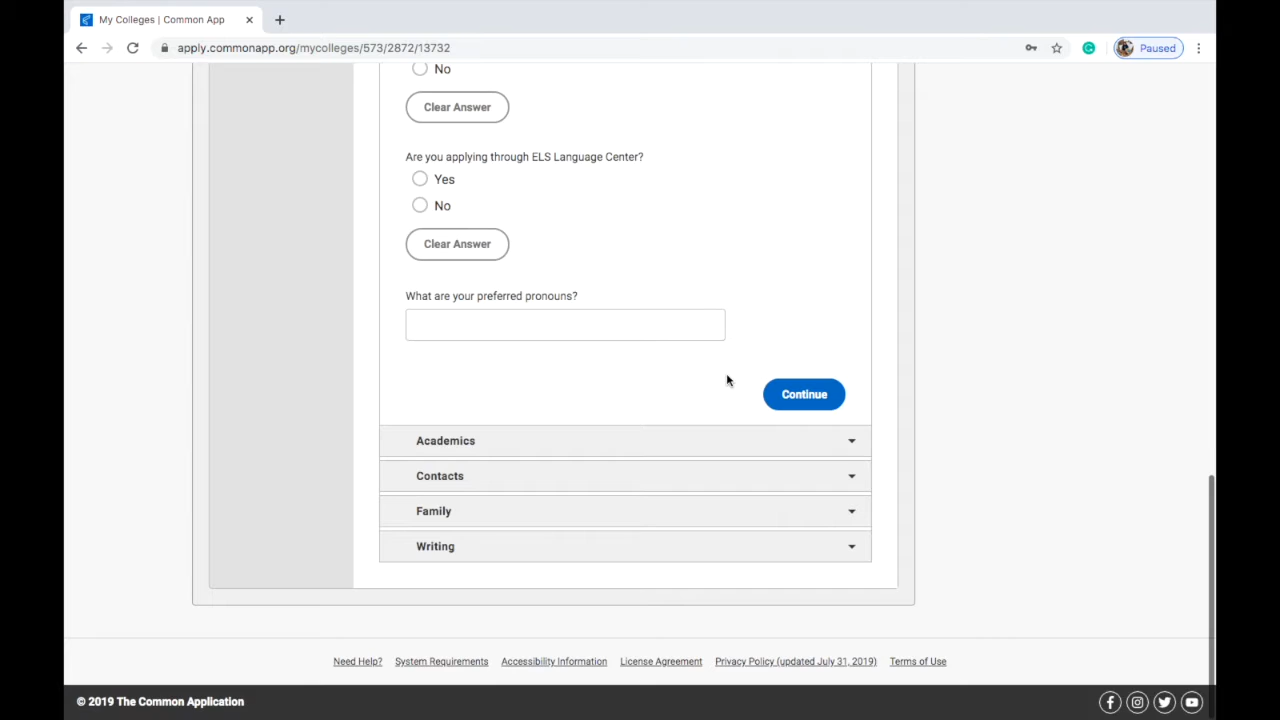 My Colleges | Common App
apply.commonapp.org/mycolleges/573/2872/13732
Paused
No
Clear Answer
Are you applying through ELS Language Center?
Yes
No
Clear Answer
What are your preferred pronouns?
Continue
Academics
Contacts
Family
Writing
Need Help? System Requirements Accessibility Information License Agreement Privacy Policy (updated July 31, 2019) Terms of Use
© 2019 The Common Application